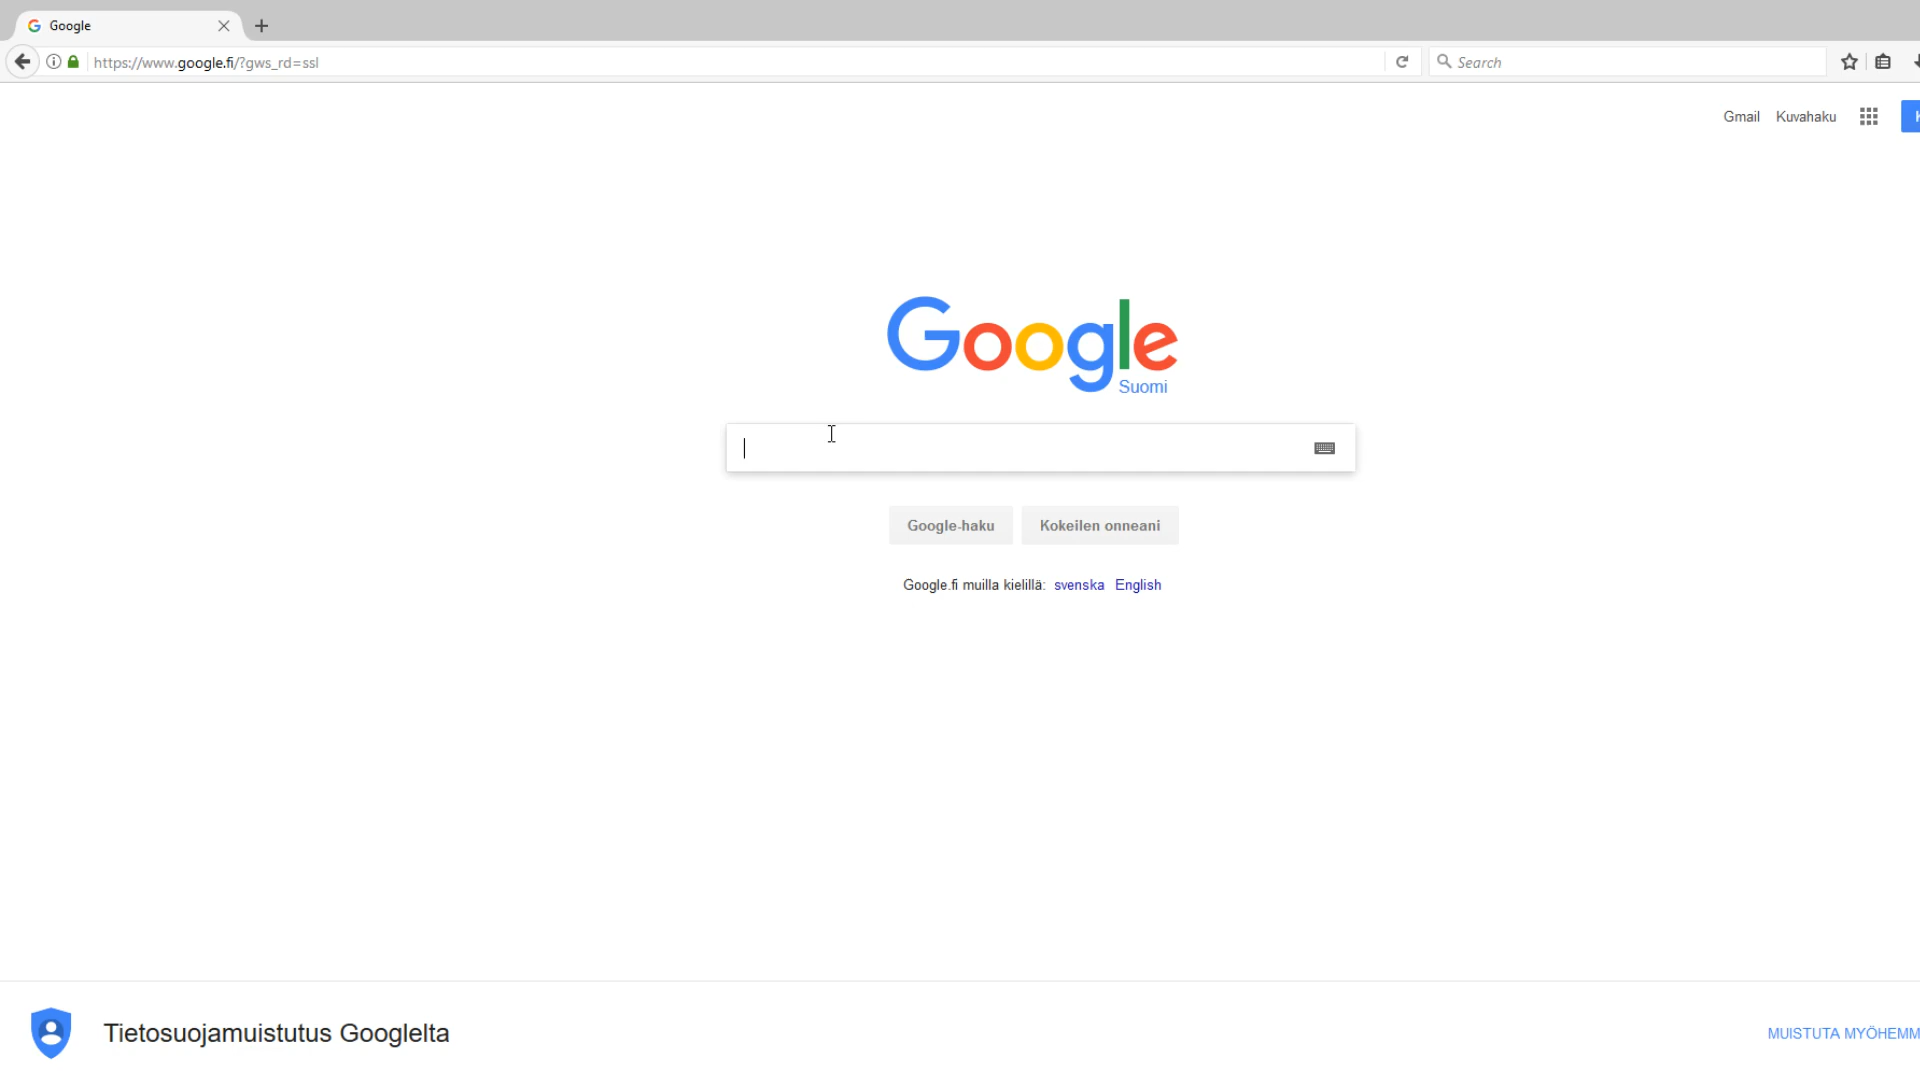 Google
https://www.google.fi/?gws_rd=ssl
Search
Gmail Kuvahaku
Google
Suomi
Google-haku Kokeilen onneani
Google.fi muilla kielillä: svenska English
Tietosuojamuistutus Googlelta
MUISTUTA MYÖHEMM